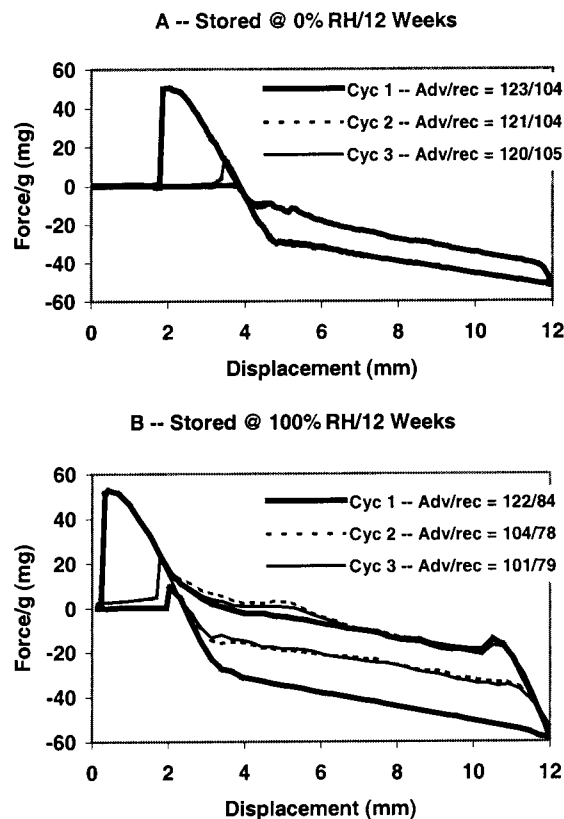 A -- Stored @ 0% RH/12 Weeks
60
40
20
0
-20
-40
-60
Force/g (mg)
Cyc 1 -- Adv/rec = 123/104
Cyc 2 -- Adv/rec = 121/104
Cyc 3 -- Adv/rec = 120/105
0 2 4 6 8 10 12
Displacement (mm)
B -- Stored @ 100% RH/12 Weeks
60
40
20
0
-20
-40
-60
Force/g (mg)
Cyc 1 -- Adv/rec = 122/84
Cyc 2 -- Adv/rec = 104/78
Cyc 3 -- Adv/rec = 101/79
0 2 4 6 8 10 12
Displacement (mm)